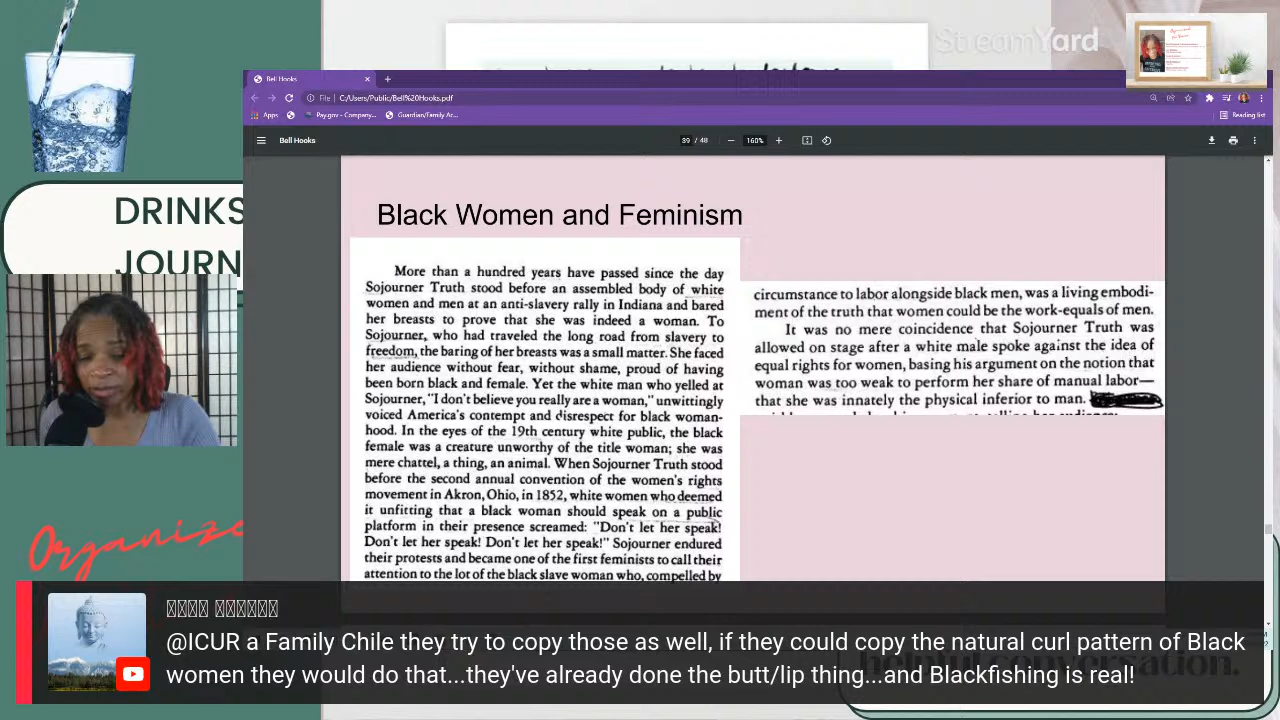 StreamYard
DRINKS
JOURN
Organize
Bell Hooks
File | C:/Users/Public/Bell%20Hooks.pdf
Apps
Pay.gov - Company...
Guardian/Family Ac...
Reading list
Bell Hooks
39 / 48
160%
Black Women and Feminism
More than a hundred years have passed since the day
Sojourner Truth stood before an assembled body of white
women and men at an anti-slavery rally in Indiana and bared
her breasts to prove that she was indeed a woman. To
Sojourner, who had traveled the long road from slavery to
freedom, the baring of her breasts was a small matter. She faced
her audience without fear, without shame, proud of having
been born black and female. Yet the white man who yelled at
Sojourner, "I don't believe you really are a woman," unwittingly
voiced America's contempt and disrespect for black woman-
hood. In the eyes of the 19th century white public, the black
female was a creature unworthy of the title woman; she was
mere chattel, a thing, an animal. When Sojourner Truth stood
before the second annual convention of the women's rights
movement in Akron, Ohio, in 1852, white women who deemed
it unfitting that a black woman should speak on a public
platform in their presence screamed: "Don't let her speak!
Don't let her speak! Don't let her speak!" Sojourner endured
their protests and became one of the first feminists to call their
attention to the lot of the black slave woman who, compelled by
circumstance to labor alongside black men, was a living embodi-
ment of the truth that women could be the work-equals of men.
It was no mere coincidence that Sojourner Truth was
allowed on stage after a white male spoke against the idea of
equal rights for women, basing his argument on the notion that
woman was too weak to perform her share of manual labor—
that she was innately the physical inferior to man.
@ICUR a Family Chile they try to copy those as well, if they could copy the natural curl pattern of Black
women they would do that...they've already done the butt/lip thing...and Blackfishing is real!